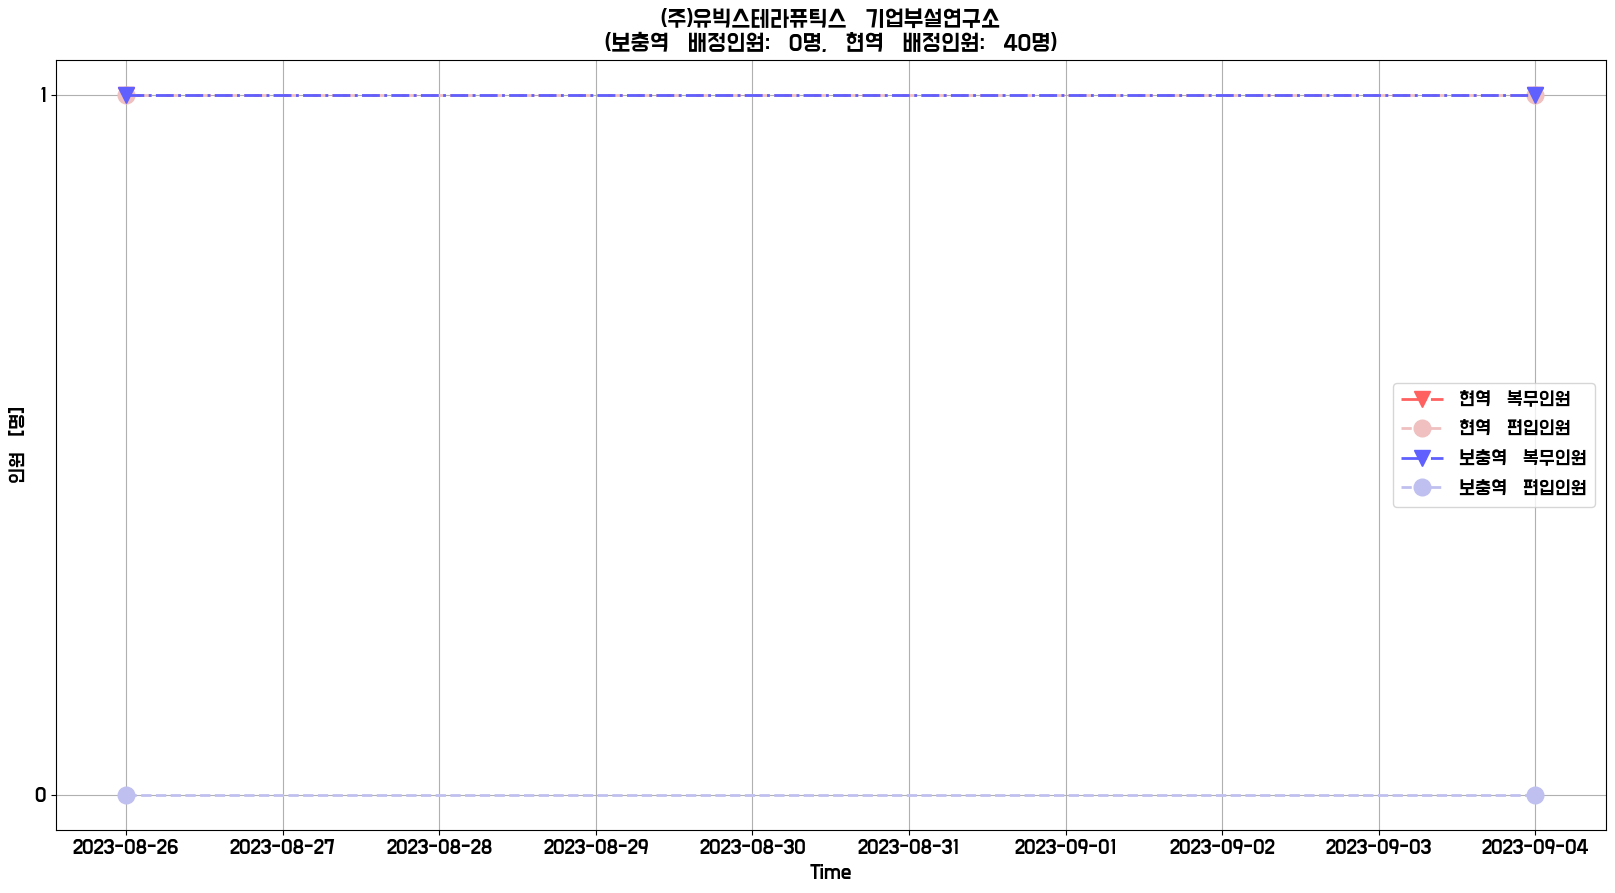 (주)유빅스테라퓨틱스 기업부설연구소
(보충역 배정인원: 0명, 현역 배정인원: 40명)
1
0
인원 [명]
현역 복무인원
현역 편입인원
보충역 복무인원
보충역 편입인원
2023-08-26 2023-08-27 2023-08-28 2023-08-29 2023-08-30 2023-08-31 2023-09-01 2023-09-02 2023-09-03 2023-09-04
Time